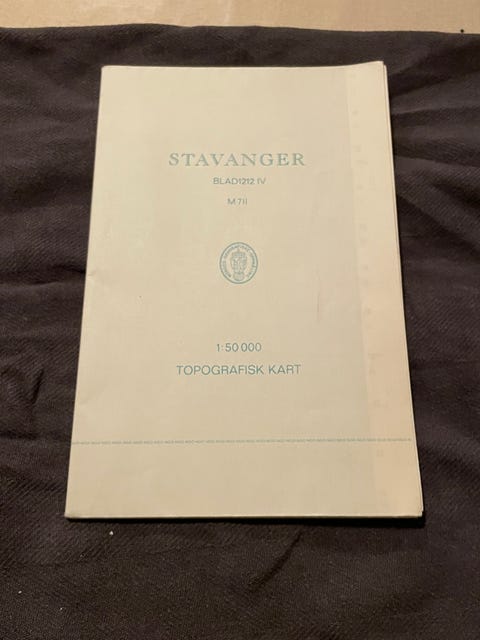 STAVANGER
BLAD 1212 IV
M 711
1:50 000
TOPOGRAFISK KART